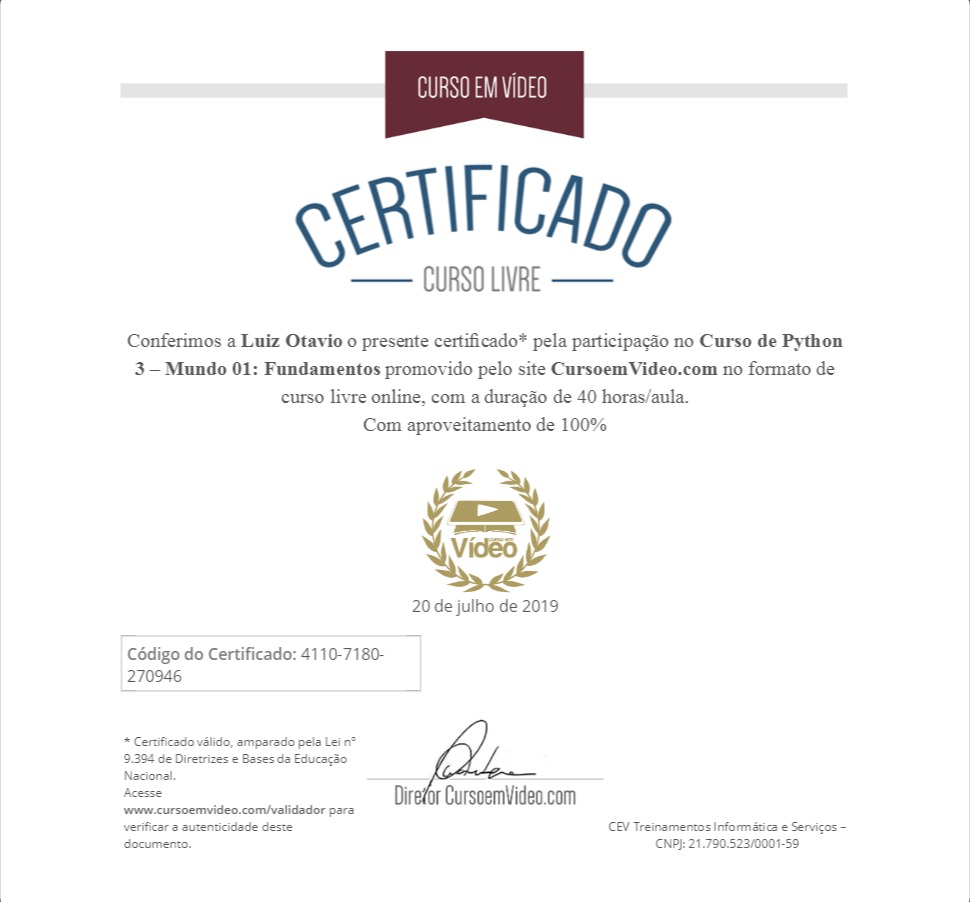 CURSO EM VÍDEO
CERTIFICADO
CURSO LIVRE
Conferimos a Luiz Otavio o presente certificado* pela participação no Curso de Python
3 – Mundo 01: Fundamentos promovido pelo site CursoemVideo.com no formato de
curso livre online, com a duração de 40 horas/aula.
Com aproveitamento de 100%
curso em
Vídeo
20 de julho de 2019
Código do Certificado: 4110-7180-
270946
* Certificado válido, amparado pela Lei nº
9.394 de Diretrizes e Bases da Educação
Nacional.
Acesse
www.cursoemvideo.com/validador para
verificar a autenticidade deste
documento.
Diretor CursoemVideo.com
CEV Treinamentos Informática e Serviços –
CNPJ: 21.790.523/0001-59